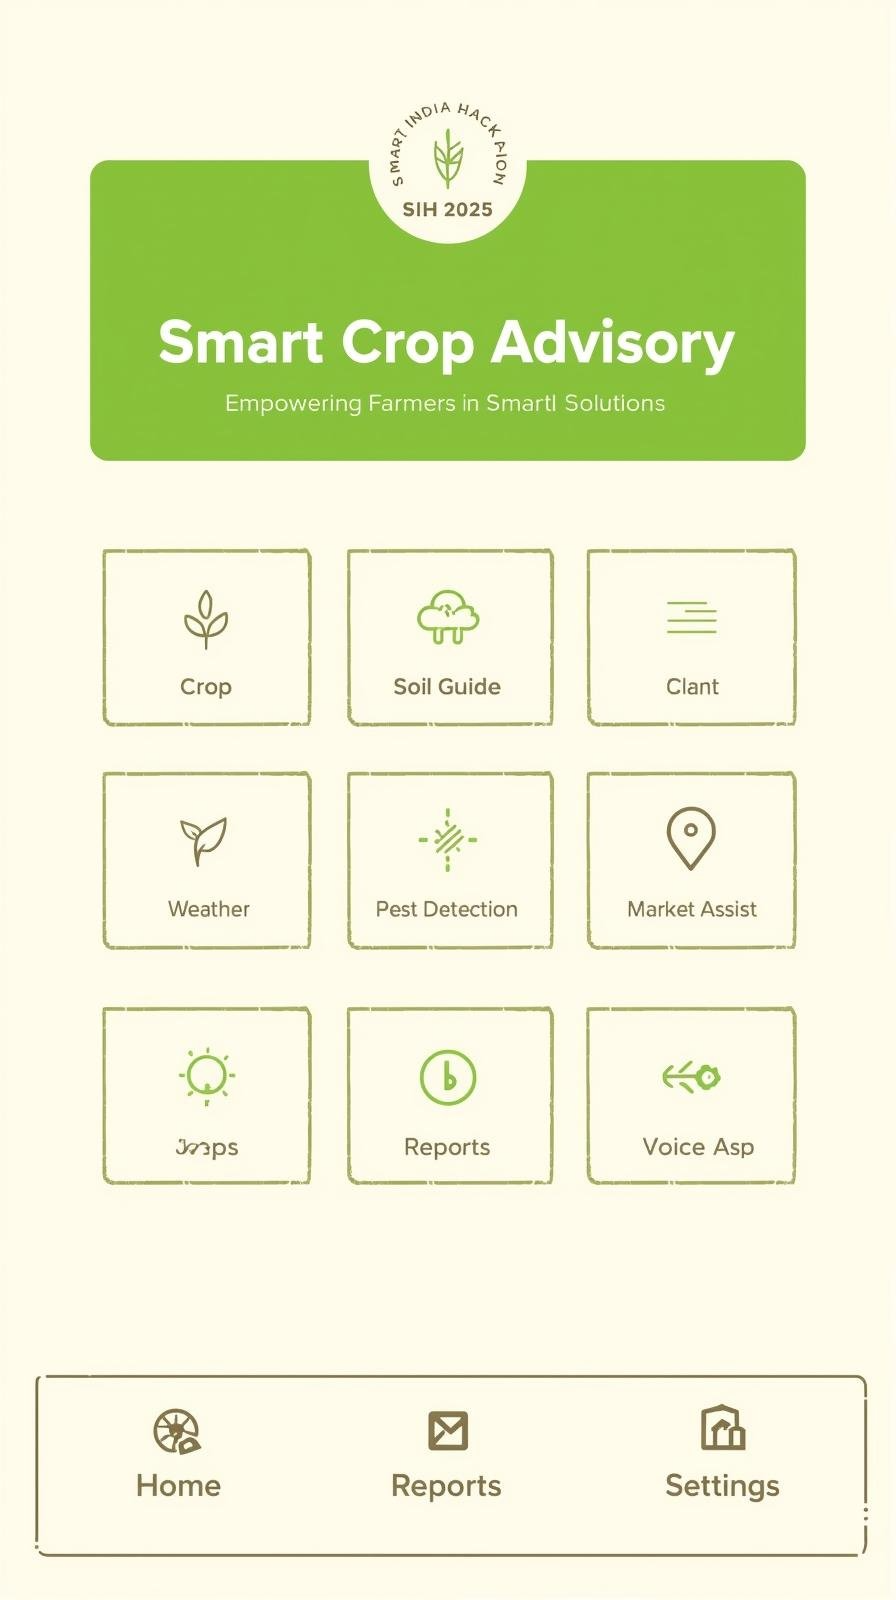 SMART INDIA HACKAION
SIH 2025
Smart Crop Advisory
Empowering Farmers in Smartl Solutions
Crop
Soil Guide
Clant
Weather
Pest Detection
Market Assist
Reports
Voice Asp
Home
Reports
Settings